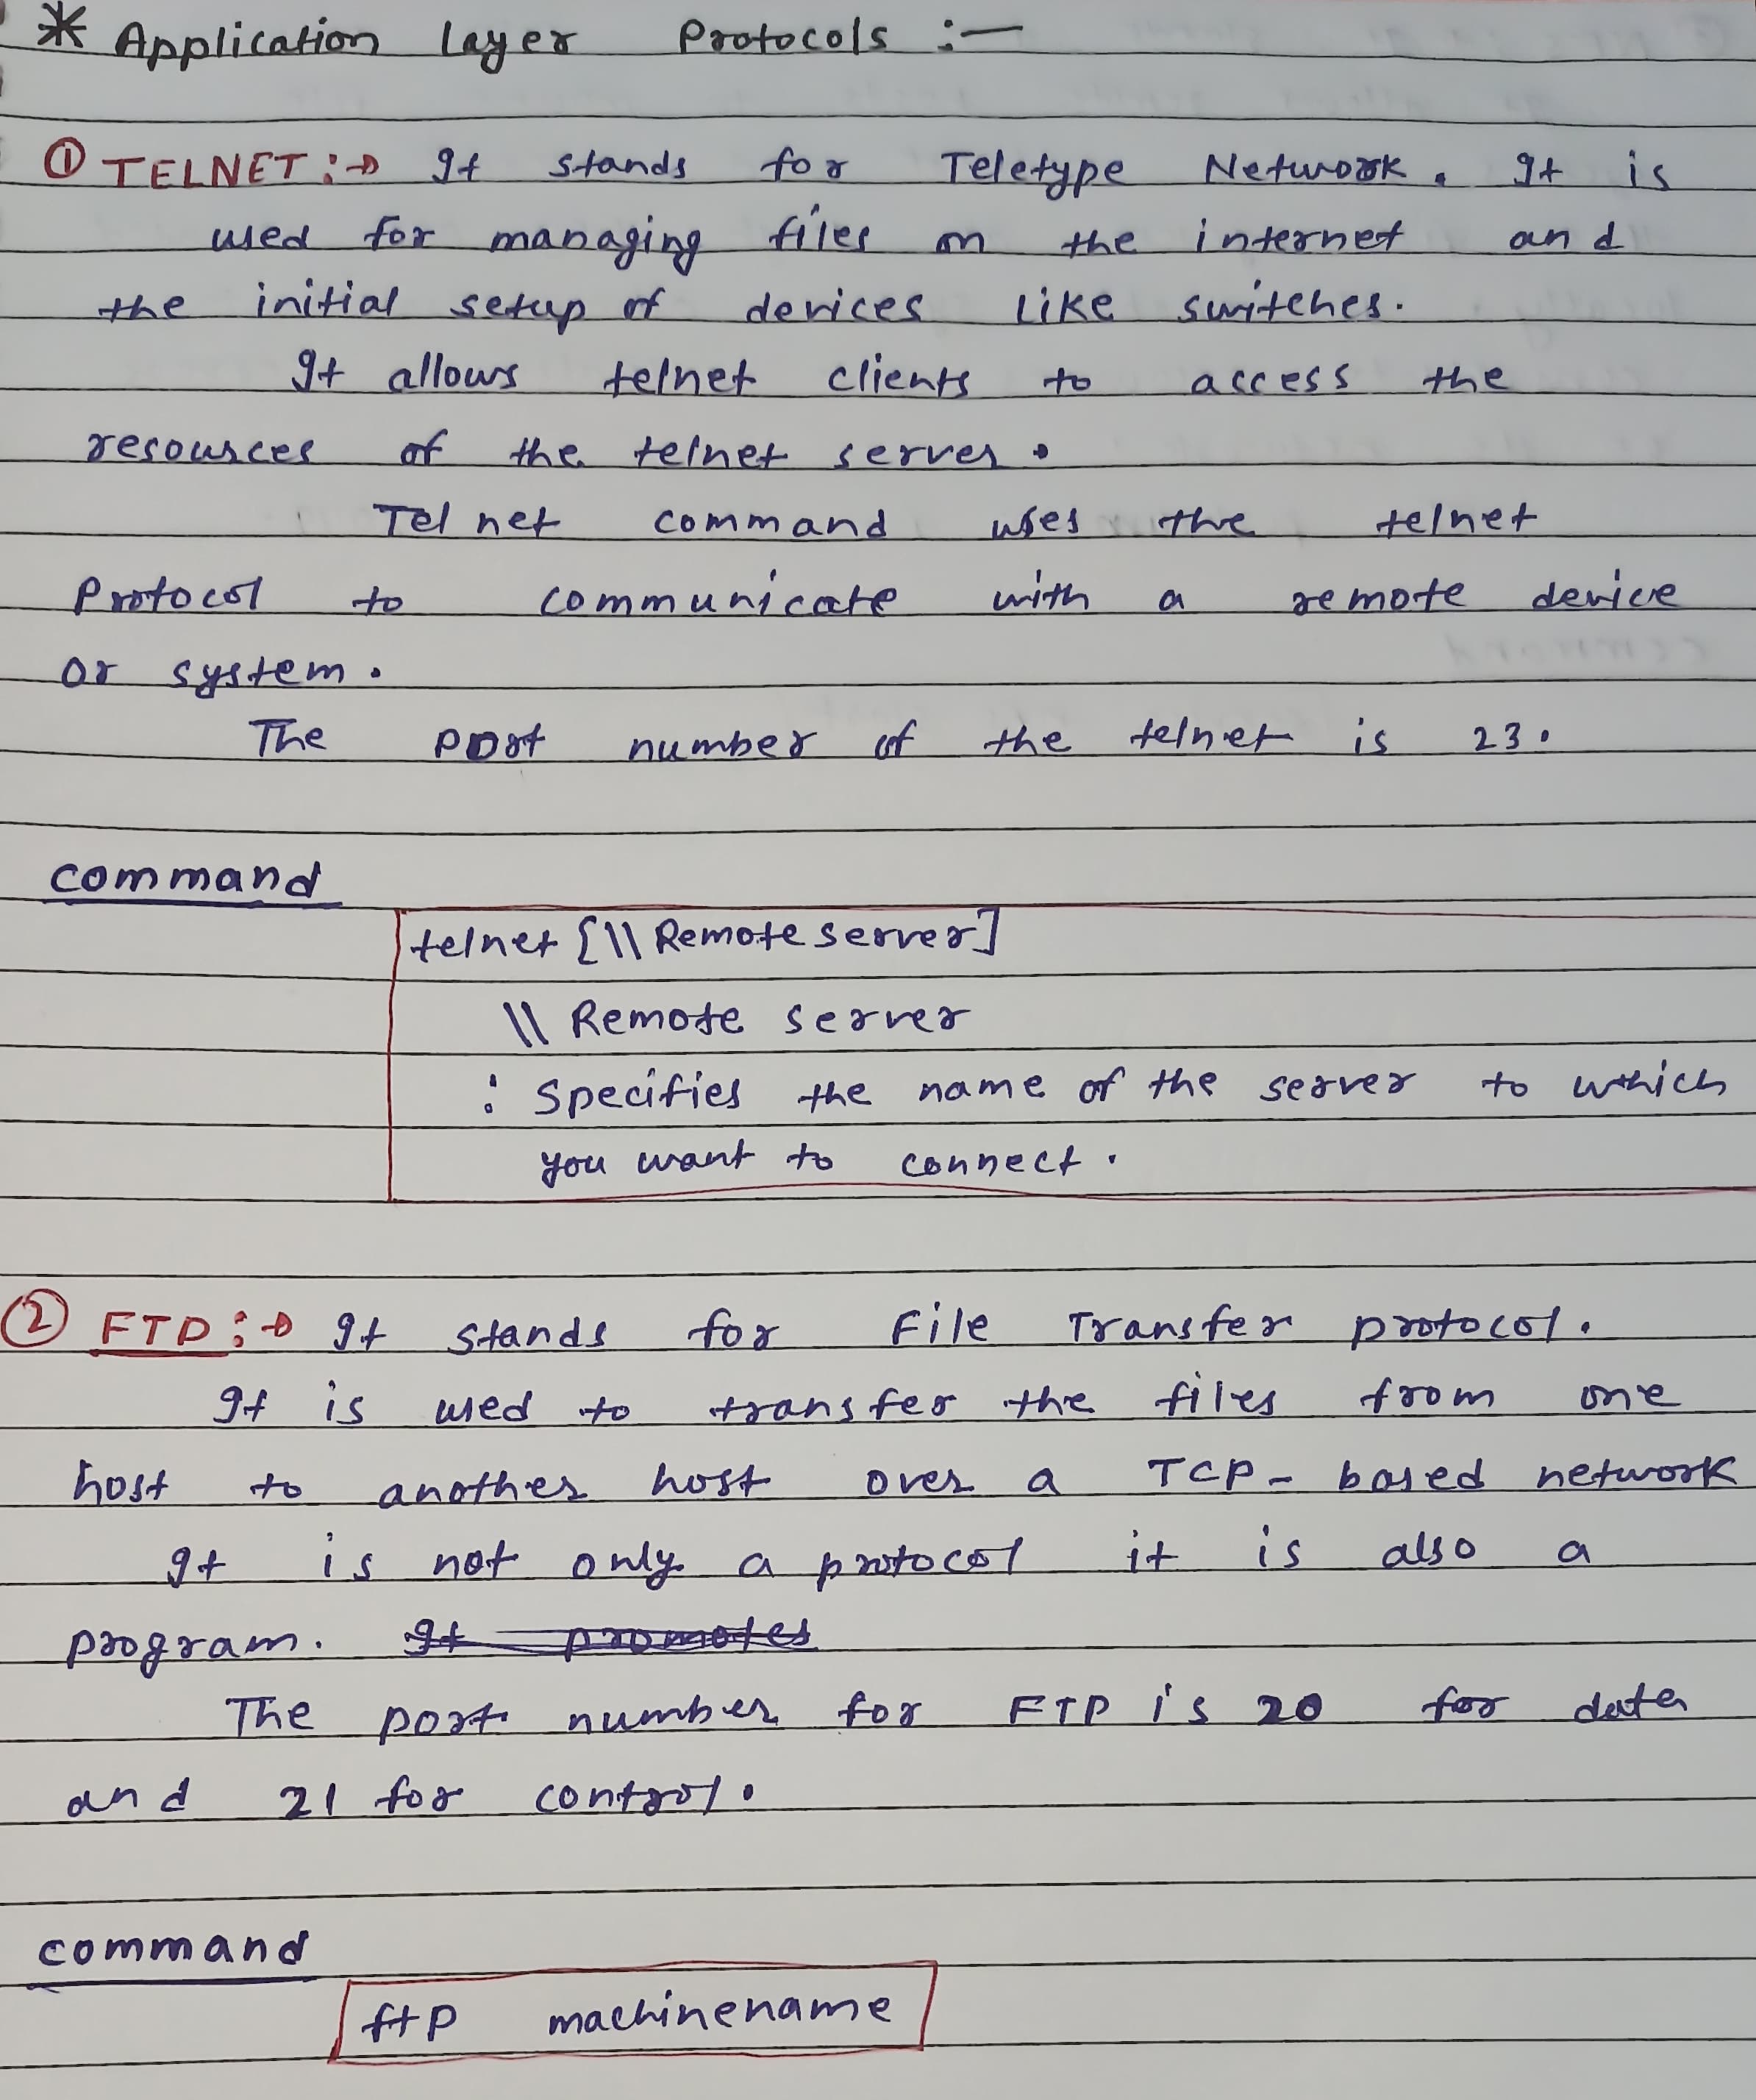 * Application layer Protocols :-
① TELNET :→ It stands for Teletype Network. It is
used for managing files on the internet and
the initial setup of devices like switches.
It allows telnet clients to access the
resources of the telnet server.
Telnet command uses the telnet
Protocol to communicate with a remote device
or system.
The port number of the telnet is 23.
command
telnet [\\ Remote server]
\\ Remote server
: Specifies the name of the server to which
you want to connect.
② FTP :→ It stands for File Transfer protocol.
It is used to transfer the files from one
host to another host over a TCP-based network
It is not only a protocol it is also a
program. It promotes
The port number for FTP is 20 for data
and 21 for control.
command
ftp machinename